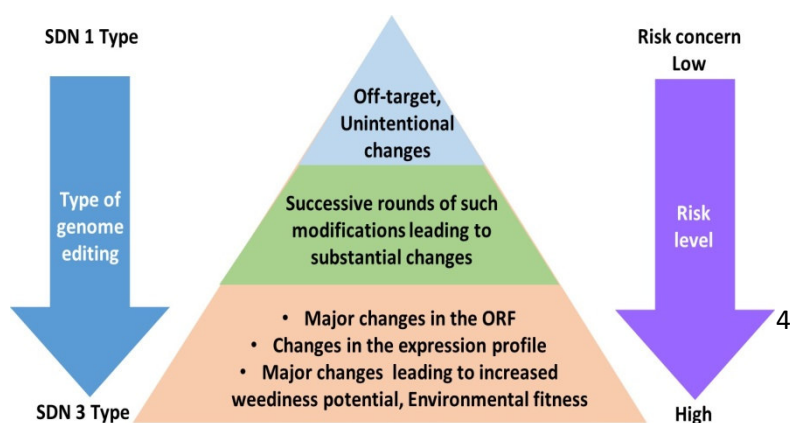 SDN 1 Type
Risk concern
Low
Off-target,
Unintentional
changes
Type of
genome
editing
Successive rounds of such
modifications leading to
substantial changes
Risk
level
• Major changes in the ORF
• Changes in the expression profile
• Major changes leading to increased
weediness potential, Environmental fitness
4
SDN 3 Type
High